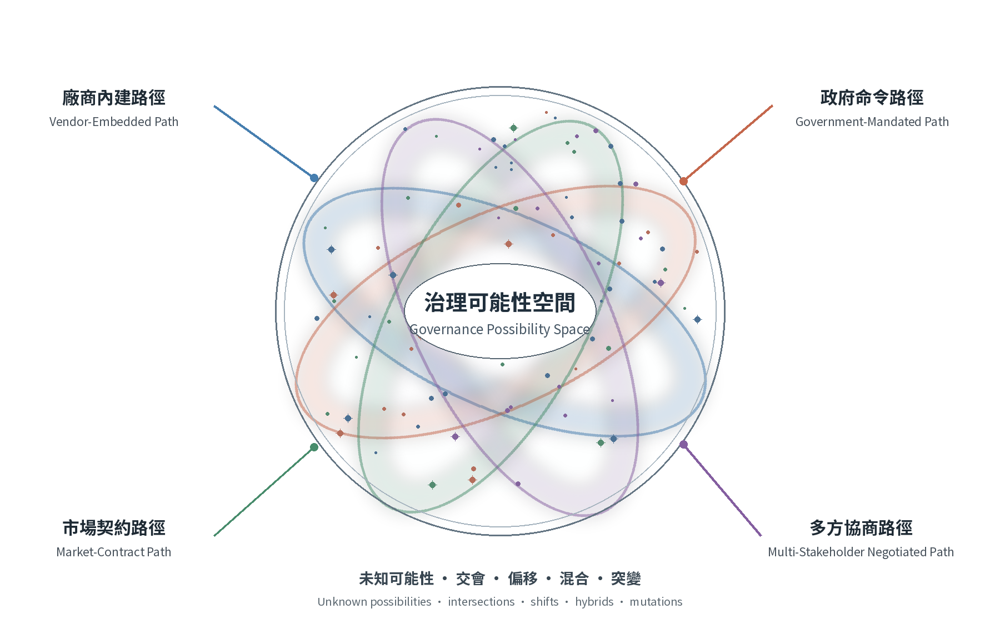 廠商內建路徑
Vendor-Embedded Path
政府命令路徑
Government-Mandated Path
治理可能性空間
Governance Possibility Space
市場契約路徑
Market-Contract Path
多方協商路徑
Multi-Stakeholder Negotiated Path
未知可能性 • 交會 • 偏移 • 混合 • 突變
Unknown possibilities • intersections • shifts • hybrids • mutations